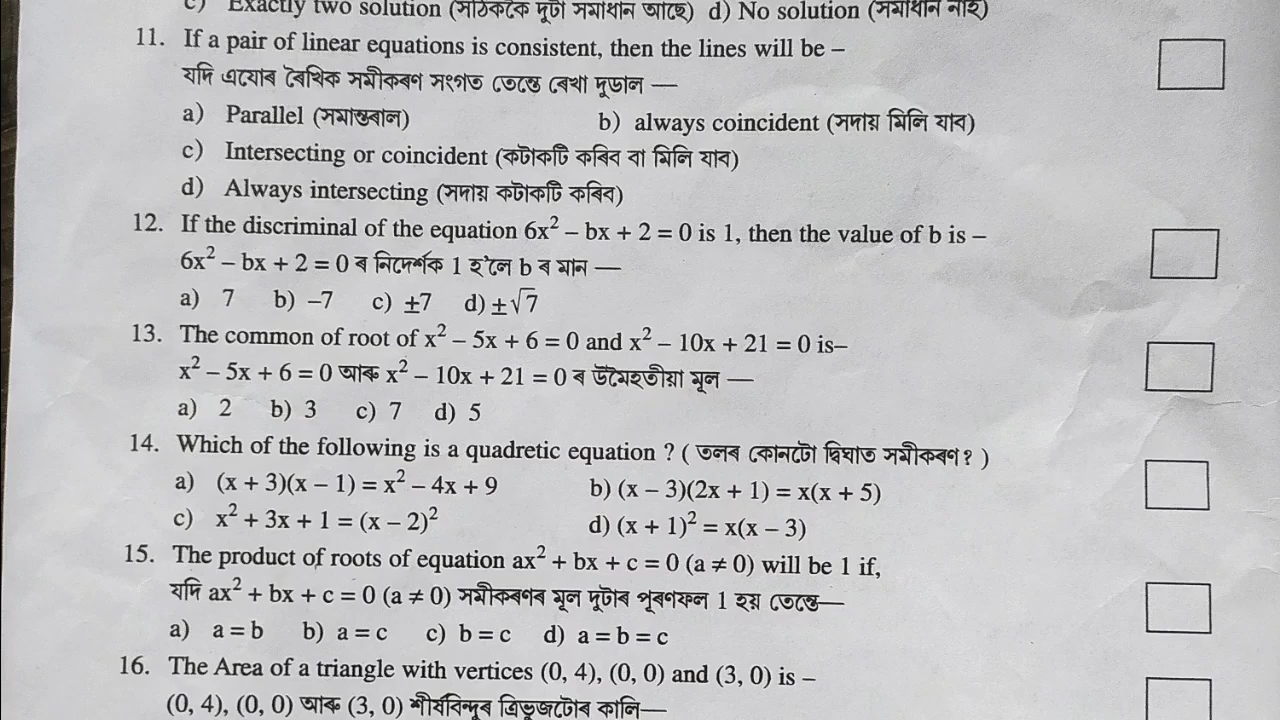 c) Exactly two solution (সঠিককৈ দুটা সমাধান আছে) d) No solution (সমাধান নাই)
11. If a pair of linear equations is consistent, then the lines will be –
যদি এযোৰ ৰৈখিক সমীকৰণ সংগত তেন্তে ৰেখা দুডাল —
a) Parallel (সমান্তৰাল) b) always coincident (সদায় মিলি যাব)
c) Intersecting or coincident (কটাকটি কৰিব বা মিলি যাব)
d) Always intersecting (সদায় কটাকটি কৰিব)
12. If the discriminal of the equation 6x² – bx + 2 = 0 is 1, then the value of b is –
6x² – bx + 2 = 0 ৰ নিদের্শক 1 হ'লে b ৰ মান —
a) 7 b) –7 c) ±7 d) ±√7
13. The common of root of x² – 5x + 6 = 0 and x² – 10x + 21 = 0 is–
x² – 5x + 6 = 0 আৰু x² – 10x + 21 = 0 ৰ উমৈহতীয়া মূল —
a) 2 b) 3 c) 7 d) 5
14. Which of the following is a quadretic equation ? ( তলৰ কোনটো দ্বিঘাত সমীকৰণ? )
a) (x + 3)(x – 1) = x² – 4x + 9 b) (x – 3)(2x + 1) = x(x + 5)
c) x² + 3x + 1 = (x – 2)² d) (x + 1)² = x(x – 3)
15. The product of roots of equation ax² + bx + c = 0 (a ≠ 0) will be 1 if,
যদি ax² + bx + c = 0 (a ≠ 0) সমীকৰণৰ মূল দুটাৰ পূৰণফল 1 হয় তেন্তে—
a) a = b b) a = c c) b = c d) a = b = c
16. The Area of a triangle with vertices (0, 4), (0, 0) and (3, 0) is –
(0, 4), (0, 0) আৰু (3, 0) শীৰ্ষবিন্দুৰ ত্ৰিভূজটোৰ কালি—